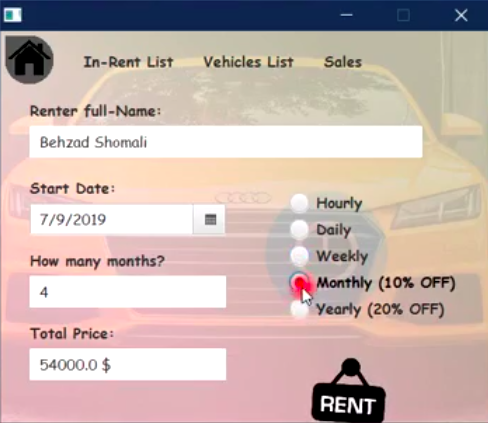 In-Rent List Vehicles List Sales
Renter full-Name:
Behzad Shomali
Start Date:
7/9/2019
How many months?
4
Total Price:
54000.0 $
Hourly
Daily
Weekly
Monthly (10% OFF)
Yearly (20% OFF)
RENT